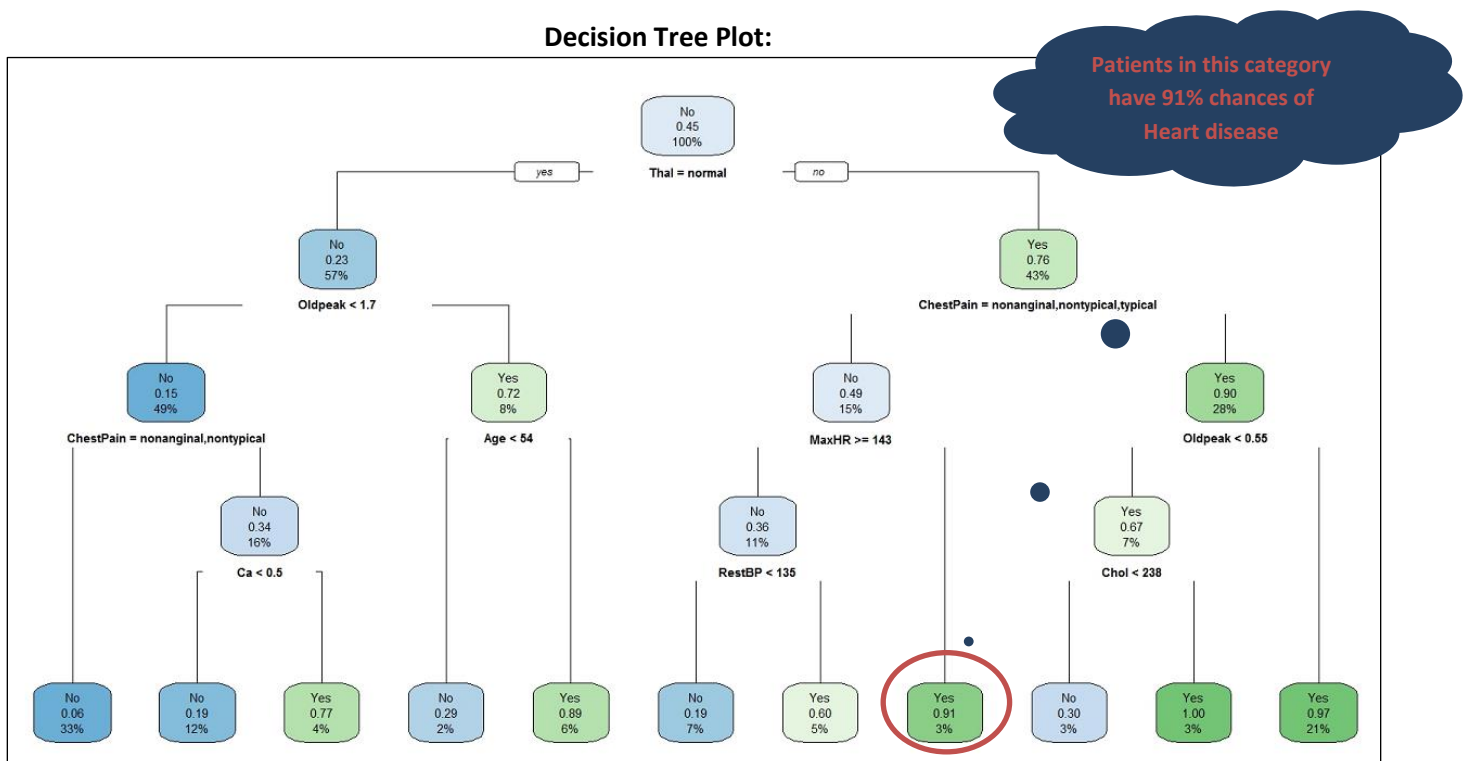 Decision Tree Plot:
Patients in this category
have 91% chances of
Heart disease
No
0.45
100%
yes
Thal = normal
no
No
0.23
57%
Oldpeak < 1.7
Yes
0.76
43%
ChestPain = nonanginal,nontypical,typical
No
0.15
49%
ChestPain = nonanginal,nontypical
Yes
0.72
8%
Age < 54
No
0.49
15%
MaxHR >= 143
Yes
0.90
28%
Oldpeak < 0.55
No
0.34
16%
Ca < 0.5
No
0.36
11%
RestBP < 135
Yes
0.67
7%
Chol < 238
No
0.06
33%
No
0.19
12%
Yes
0.77
4%
No
0.29
2%
Yes
0.89
6%
No
0.19
7%
Yes
0.60
5%
Yes
0.91
3%
No
0.30
3%
Yes
1.00
3%
Yes
0.97
21%